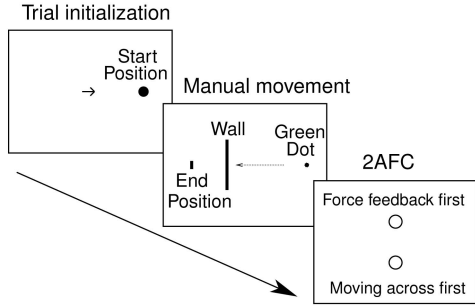 Trial initialization
Start
Position
Manual movement
Wall
Green
Dot
End
Position
2AFC
Force feedback first
Moving across first